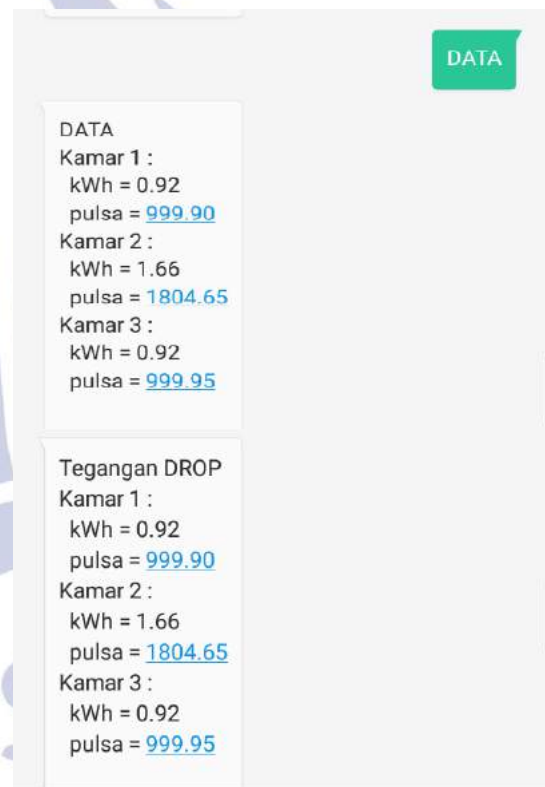 DATA
DATA
Kamar 1 :
kWh = 0.92
pulsa = 999.90
Kamar 2 :
kWh = 1.66
pulsa = 1804.65
Kamar 3 :
kWh = 0.92
pulsa = 999.95
Tegangan DROP
Kamar 1 :
kWh = 0.92
pulsa = 999.90
Kamar 2 :
kWh = 1.66
pulsa = 1804.65
Kamar 3 :
kWh = 0.92
pulsa = 999.95